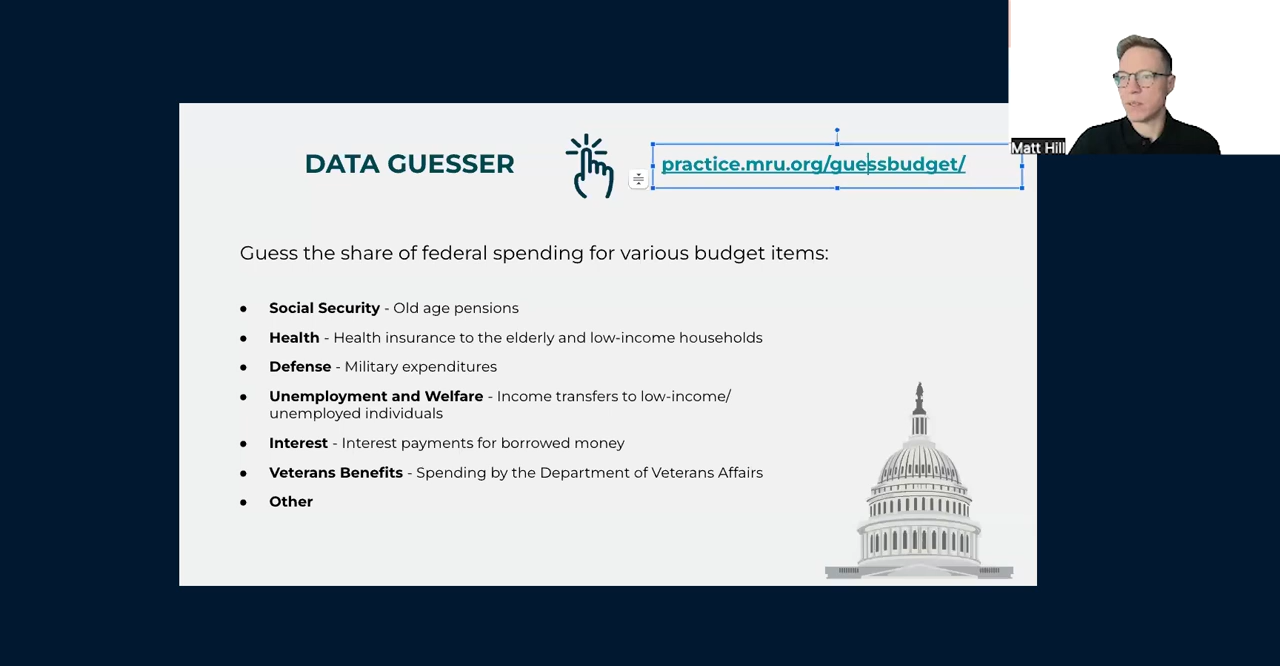 Matt Hill
DATA GUESSER
practice.mru.org/guessbudget/
Guess the share of federal spending for various budget items:
● Social Security - Old age pensions
● Health - Health insurance to the elderly and low-income households
● Defense - Military expenditures
● Unemployment and Welfare - Income transfers to low-income/
unemployed individuals
● Interest - Interest payments for borrowed money
● Veterans Benefits - Spending by the Department of Veterans Affairs
● Other